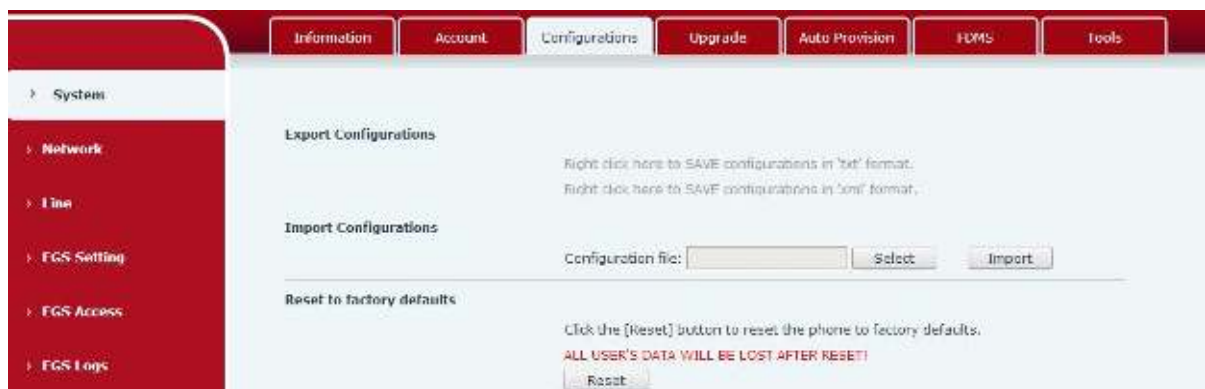 Information Account Configurations Upgrade Auto Provision FDMS Tools
› System
› Network
› Line
› EGS Setting
› EGS Access
› EGS Logs
Export Configurations
Right click here to SAVE configurations in 'txt' format.
Right click here to SAVE configurations in 'xml' format.
Import Configurations
Configuration file: Select Import
Reset to factory defaults
Click the [Reset] button to reset the phone to factory defaults.
ALL USER'S DATA WILL BE LOST AFTER RESET!
Reset